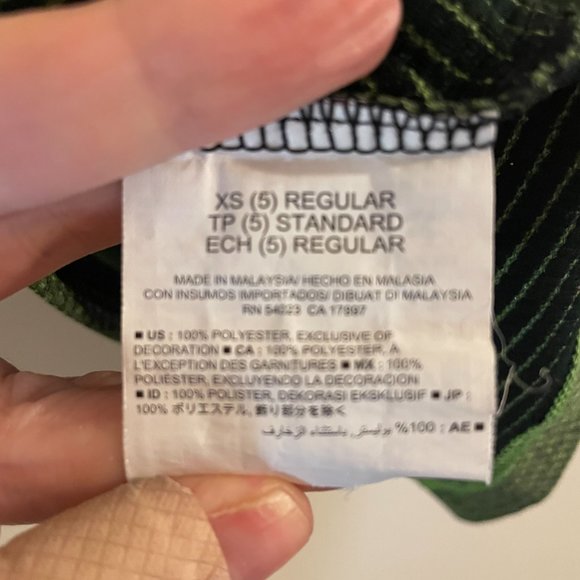 XS (5) REGULAR
TP (5) STANDARD
ECH (5) REGULAR
MADE IN MALAYSIA/ HECHO EN MALASIA
CON INSUMOS IMPORTADOS/ DIBUAT DI MALAYSIA
RN 54023 CA 17897
■ US : 100% POLYESTER, EXCLUSIVE OF
DECORATION ■ CA : 100% POLYESTER, À
L'EXCEPTION DES GARNITURES ■ MX : 100%
POLIÉSTER, EXCLUYENDO LA DECORACIÓN
■ ID : 100% POLISTER, DEKORASI EKSKLUSIF ■ JP :
100% ポリエステル, 飾り部分を除く
■ AE : 100% بوليستر, باستثناء الزخارف